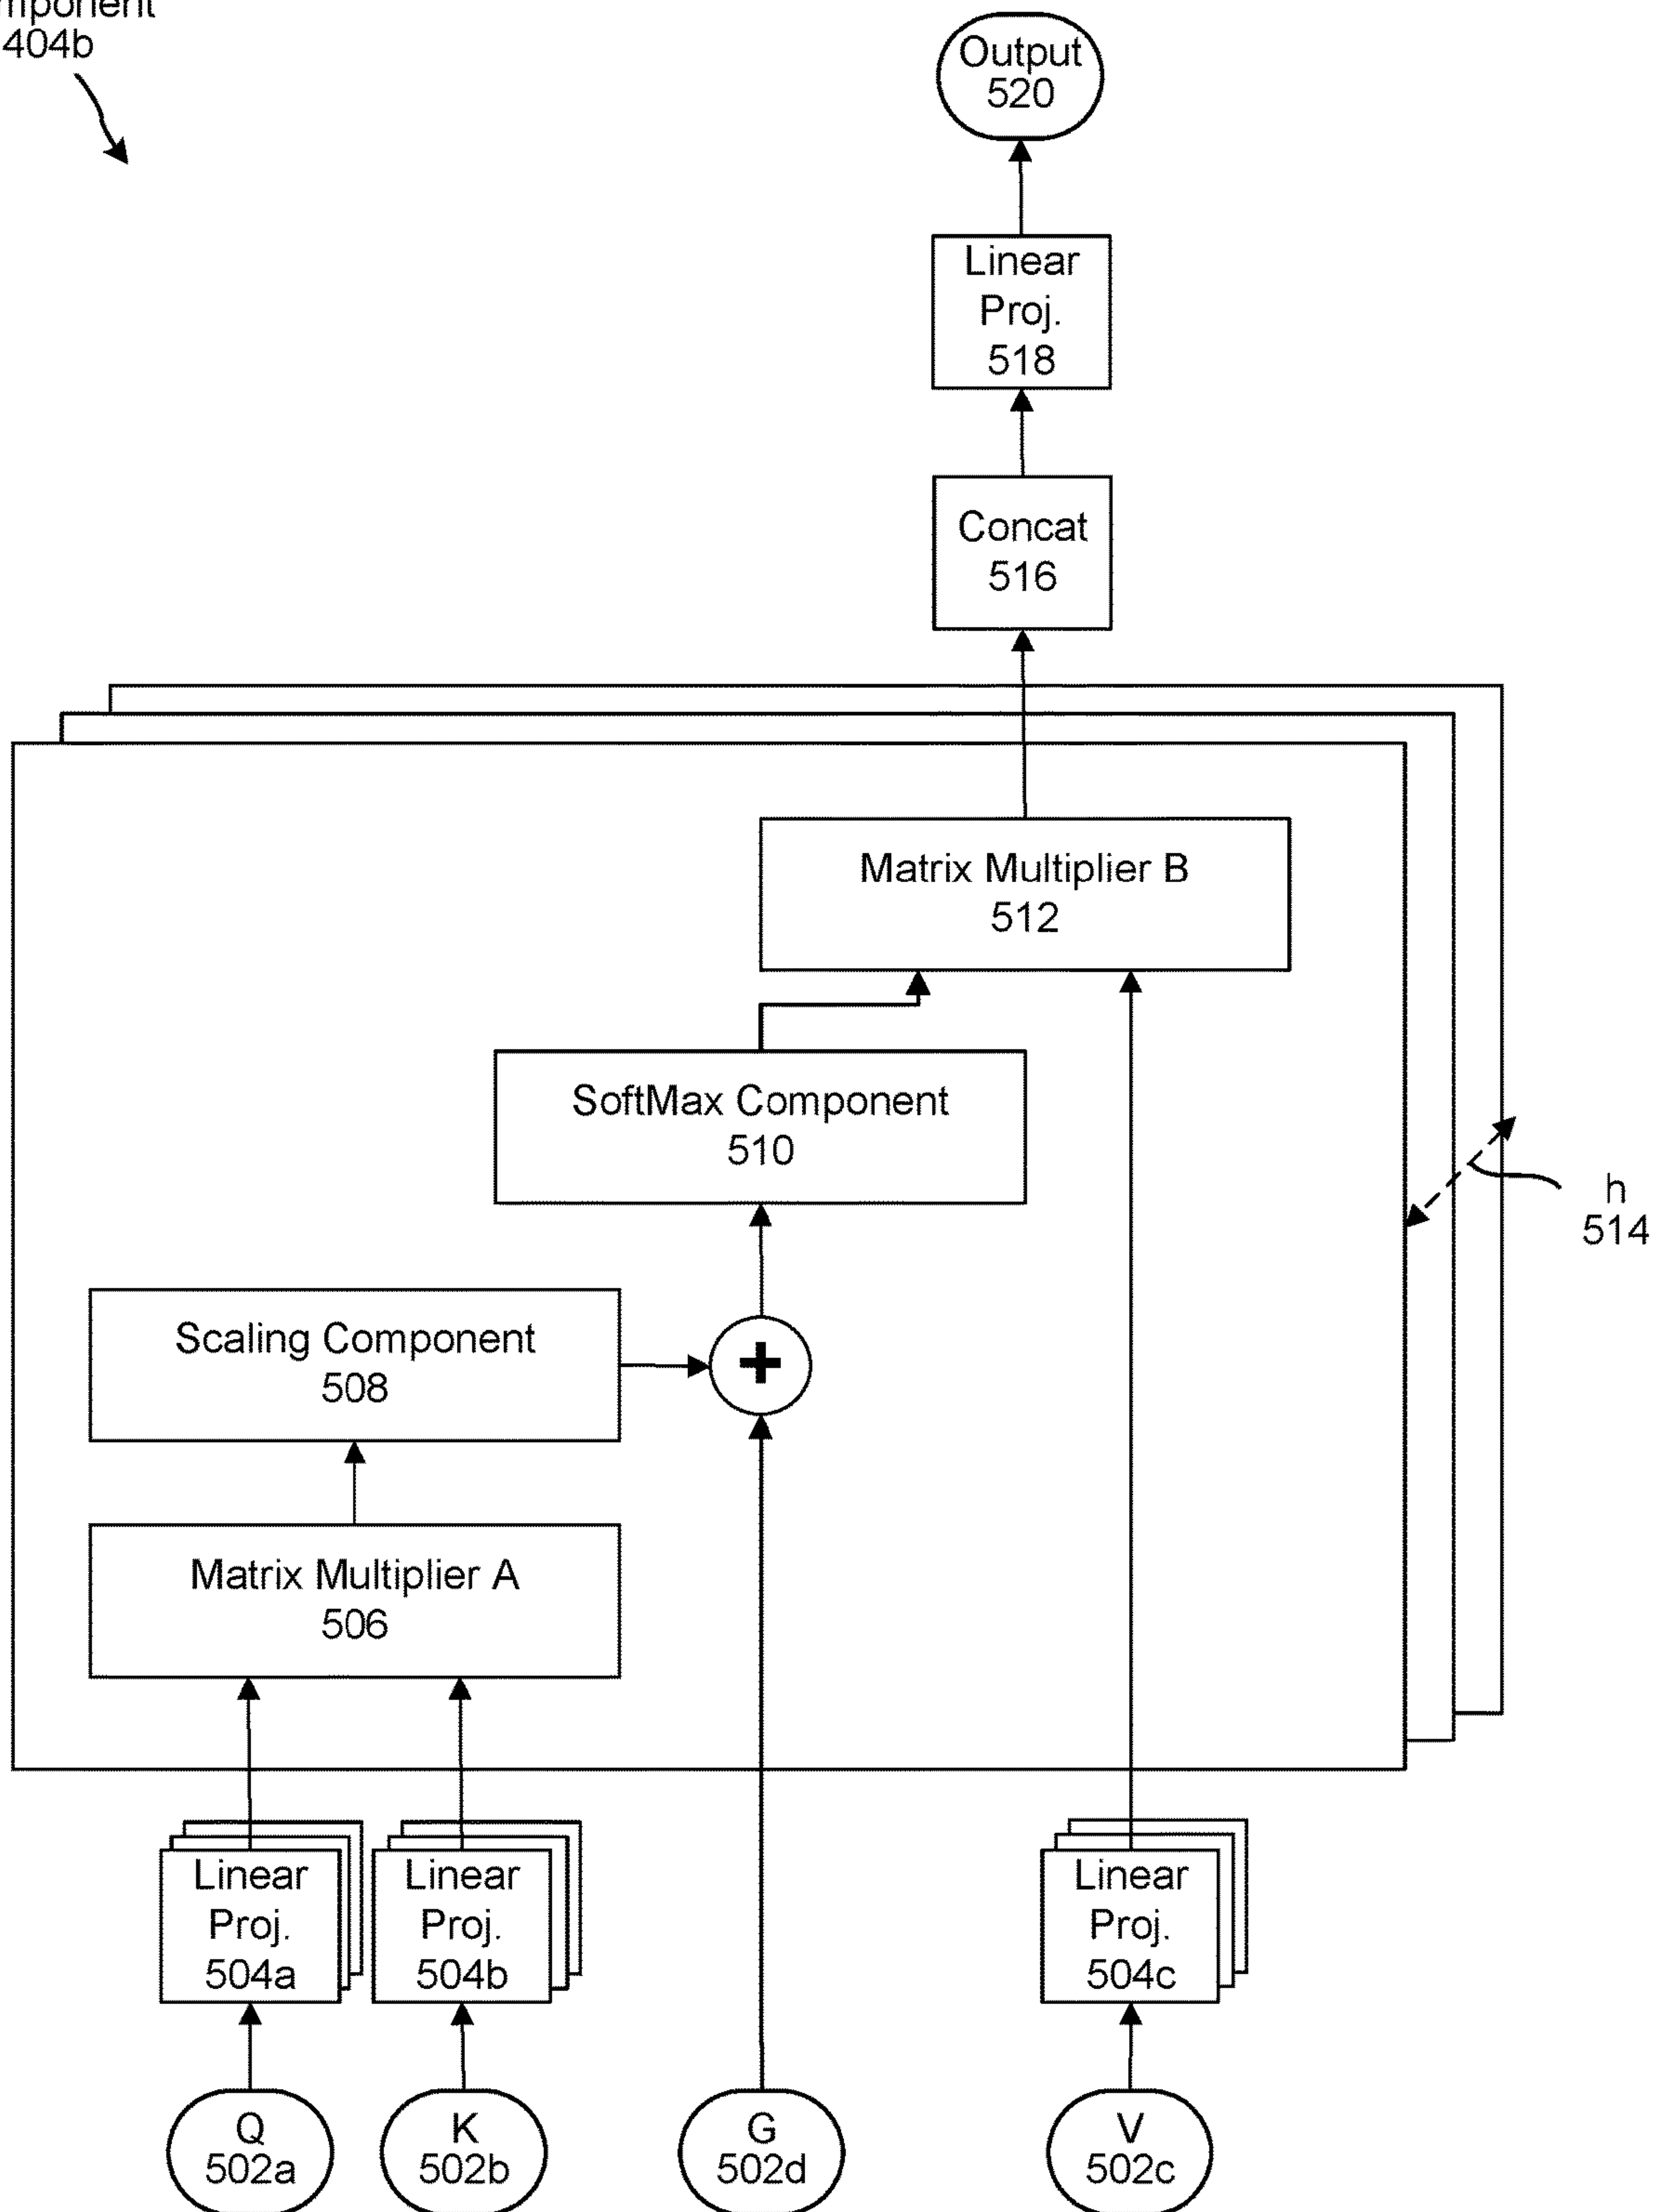 404b
Output
520
Linear
Proj.
518
Concat
516
Matrix Multiplier B
512
SoftMax Component
510
h
514
Scaling Component
508
+
Matrix Multiplier A
506
Linear
Proj.
504a
Linear
Proj.
504b
Linear
Proj.
504c
Q
502a
K
502b
G
502d
V
502c